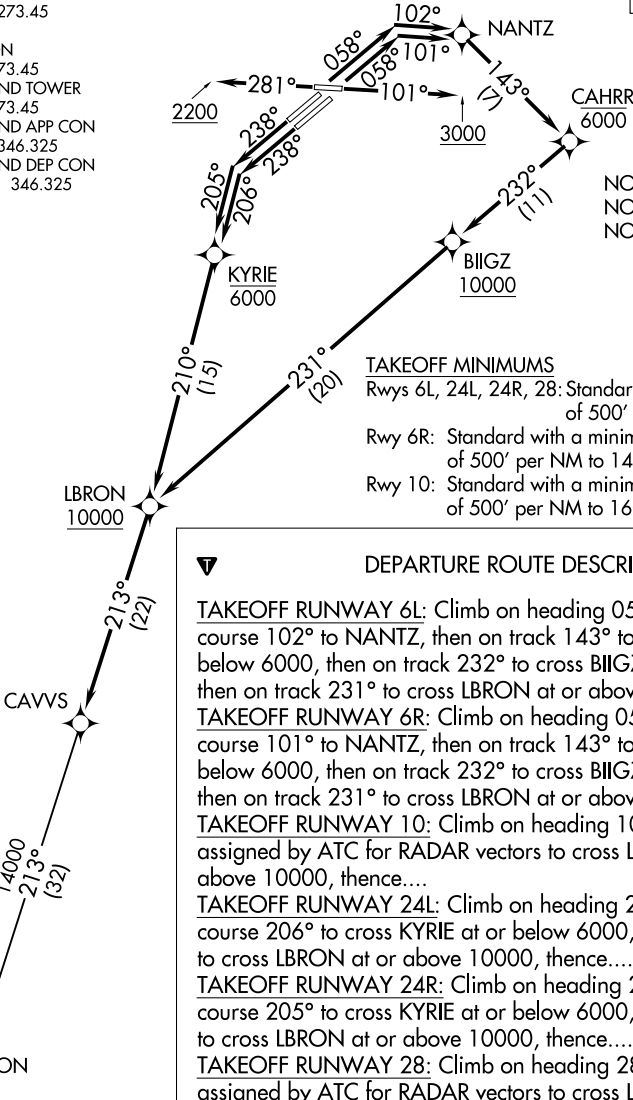 273.45
ON
73.45
ND TOWER
73.45
ND APP CON
346.325
ND DEP CON
346.325
102°
NANTZ
058°
058°
101°
281°
101°
2200
3000
143°
(7)
CAHRR
6000
238°
238°
205°
206°
232°
(11)
NO
NO
NO
KYRIE
6000
BIIGZ
10000
210°
(15)
231°
(20)
TAKEOFF MINIMUMS
Rwys 6L, 24L, 24R, 28: Standar
of 500'
Rwy 6R: Standard with a minim
of 500' per NM to 14
Rwy 10: Standard with a minim
of 500' per NM to 16
LBRON
10000
213°
(22)
CAVVS
14000
213°
(32)
ON
T
DEPARTURE ROUTE DESCRI
TAKEOFF RUNWAY 6L: Climb on heading 05
course 102° to NANTZ, then on track 143° to
below 6000, then on track 232° to cross BIIGZ
then on track 231° to cross LBRON at or abov
TAKEOFF RUNWAY 6R: Climb on heading 05
course 101° to NANTZ, then on track 143° to
below 6000, then on track 232° to cross BIIGZ
then on track 231° to cross LBRON at or abov
TAKEOFF RUNWAY 10: Climb on heading 10
assigned by ATC for RADAR vectors to cross L
above 10000, thence....
TAKEOFF RUNWAY 24L: Climb on heading 2
course 206° to cross KYRIE at or below 6000,
to cross LBRON at or above 10000, thence....
TAKEOFF RUNWAY 24R: Climb on heading 2
course 205° to cross KYRIE at or below 6000,
to cross LBRON at or above 10000, thence....
TAKEOFF RUNWAY 28: Climb on heading 28
assigned by ATC for RADAR vectors to cross L